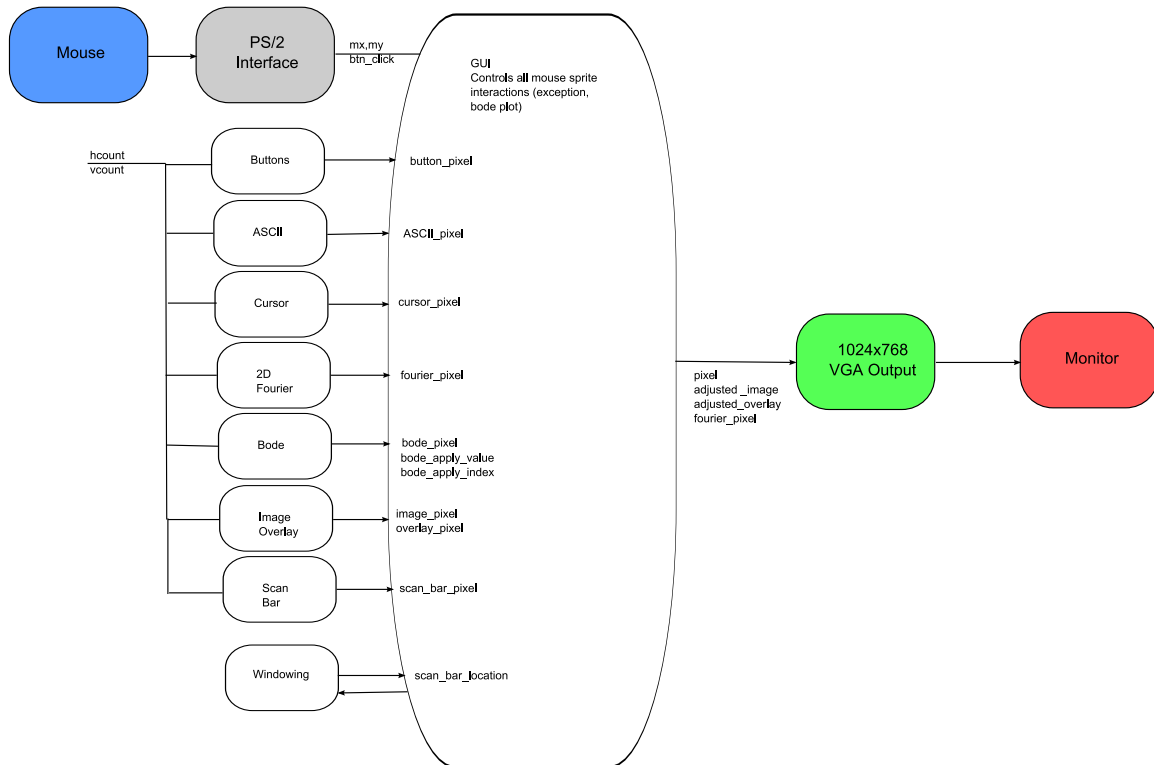 Mouse
PS/2
Interface
mx,my
btn_click
GUI
Controls all mouse sprite
interactions (exception,
bode plot)
hcount
vcount
Buttons
button_pixel
ASCII
ASCII_pixel
Cursor
cursor_pixel
2D
Fourier
fourier_pixel
Bode
bode_pixel
bode_apply_value
bode_apply_index
Image
Overlay
image_pixel
overlay_pixel
Scan
Bar
scan_bar_pixel
Windowing
scan_bar_location
pixel
adjusted_image
adjusted_overlay
fourier_pixel
1024x768
VGA Output
Monitor